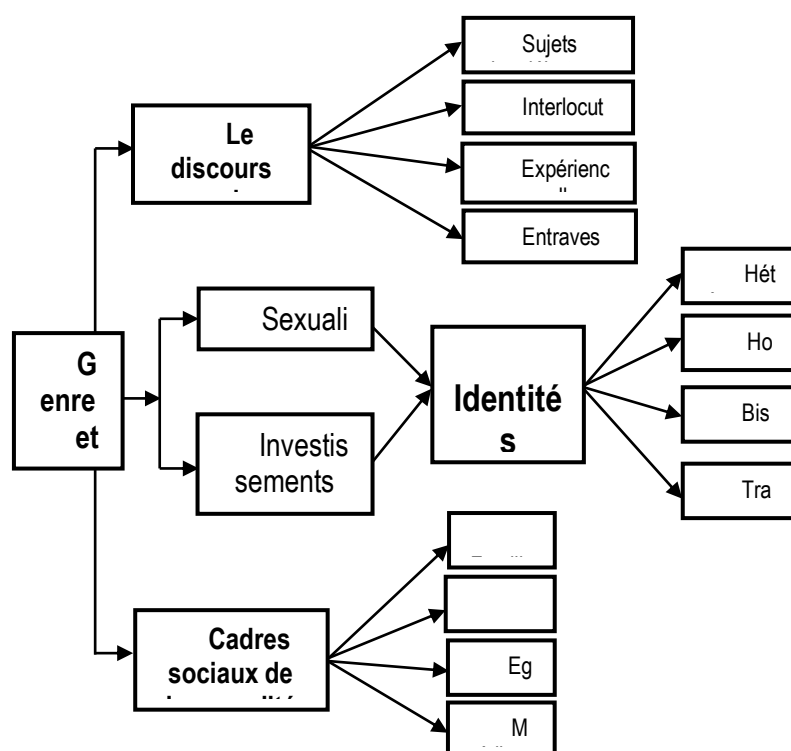 Sujets
Interlocut
Le
discours
Expérienc
Entraves
Hét
Sexuali
Ho
G
enre
et
Identité
s
Bis
Investis
sements
Tra
Cadres
sociaux de
Eg
M